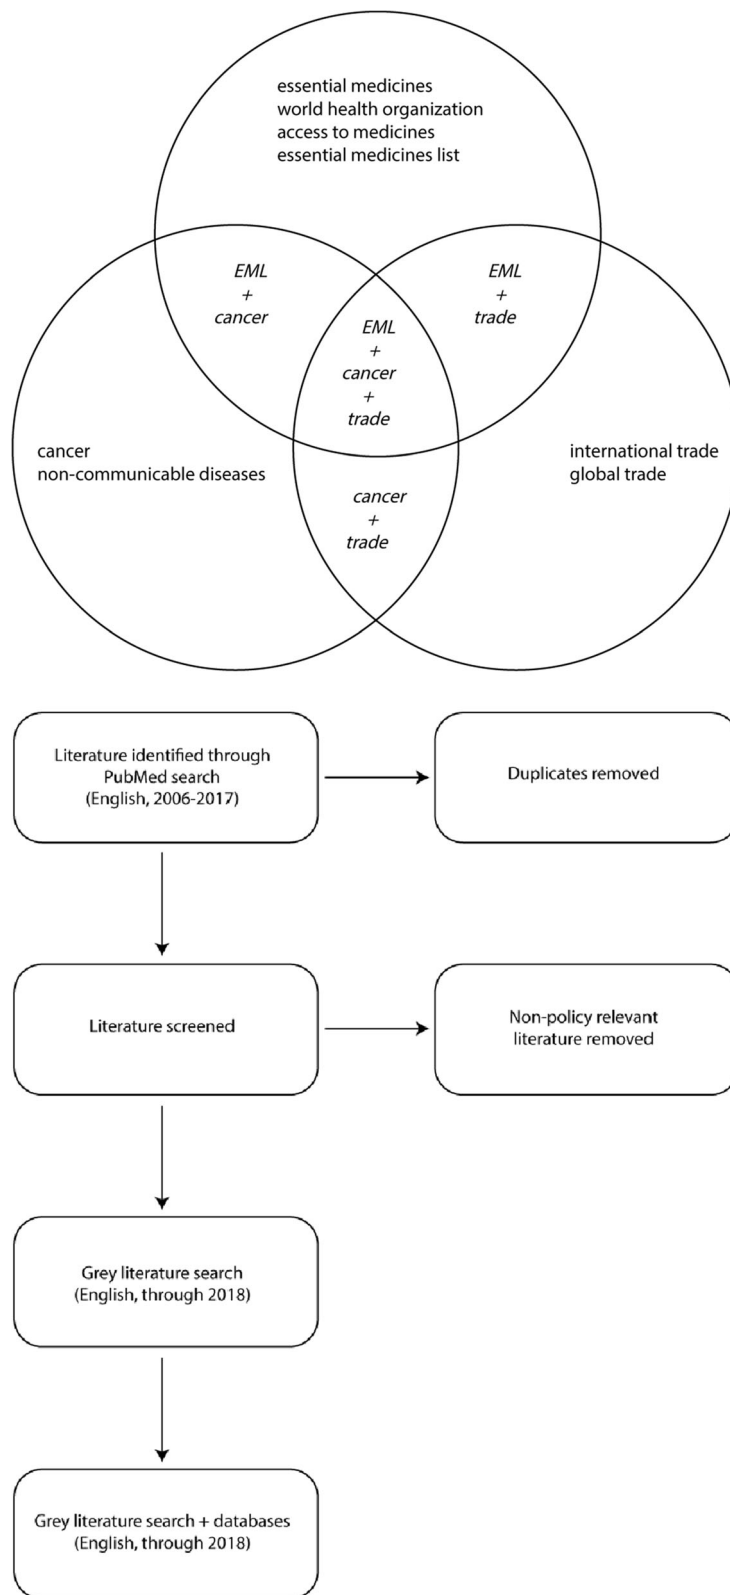 essential medicines
world health organization
access to medicines
essential medicines list
EML
+
cancer
EML
+
trade
EML
+
cancer
+
trade
cancer
non-communicable diseases
international trade
global trade
cancer
+
trade
Literature identified through
PubMed search
(English, 2006-2017)
Duplicates removed
Literature screened
Non-policy relevant
literature removed
Grey literature search
(English, through 2018)
Grey literature search + databases
(English, through 2018)